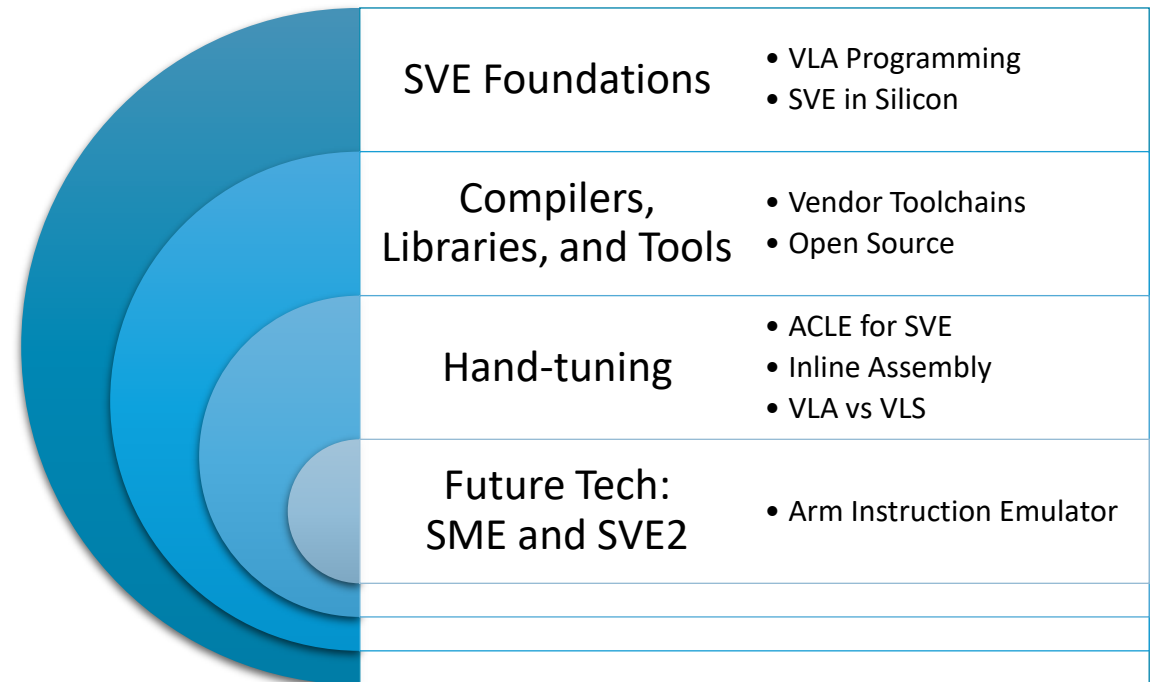 SVE Foundations
• VLA Programming
• SVE in Silicon
Compilers,
Libraries, and Tools
• Vendor Toolchains
• Open Source
Hand-tuning
• ACLE for SVE
• Inline Assembly
• VLA vs VLS
Future Tech:
SME and SVE2
• Arm Instruction Emulator